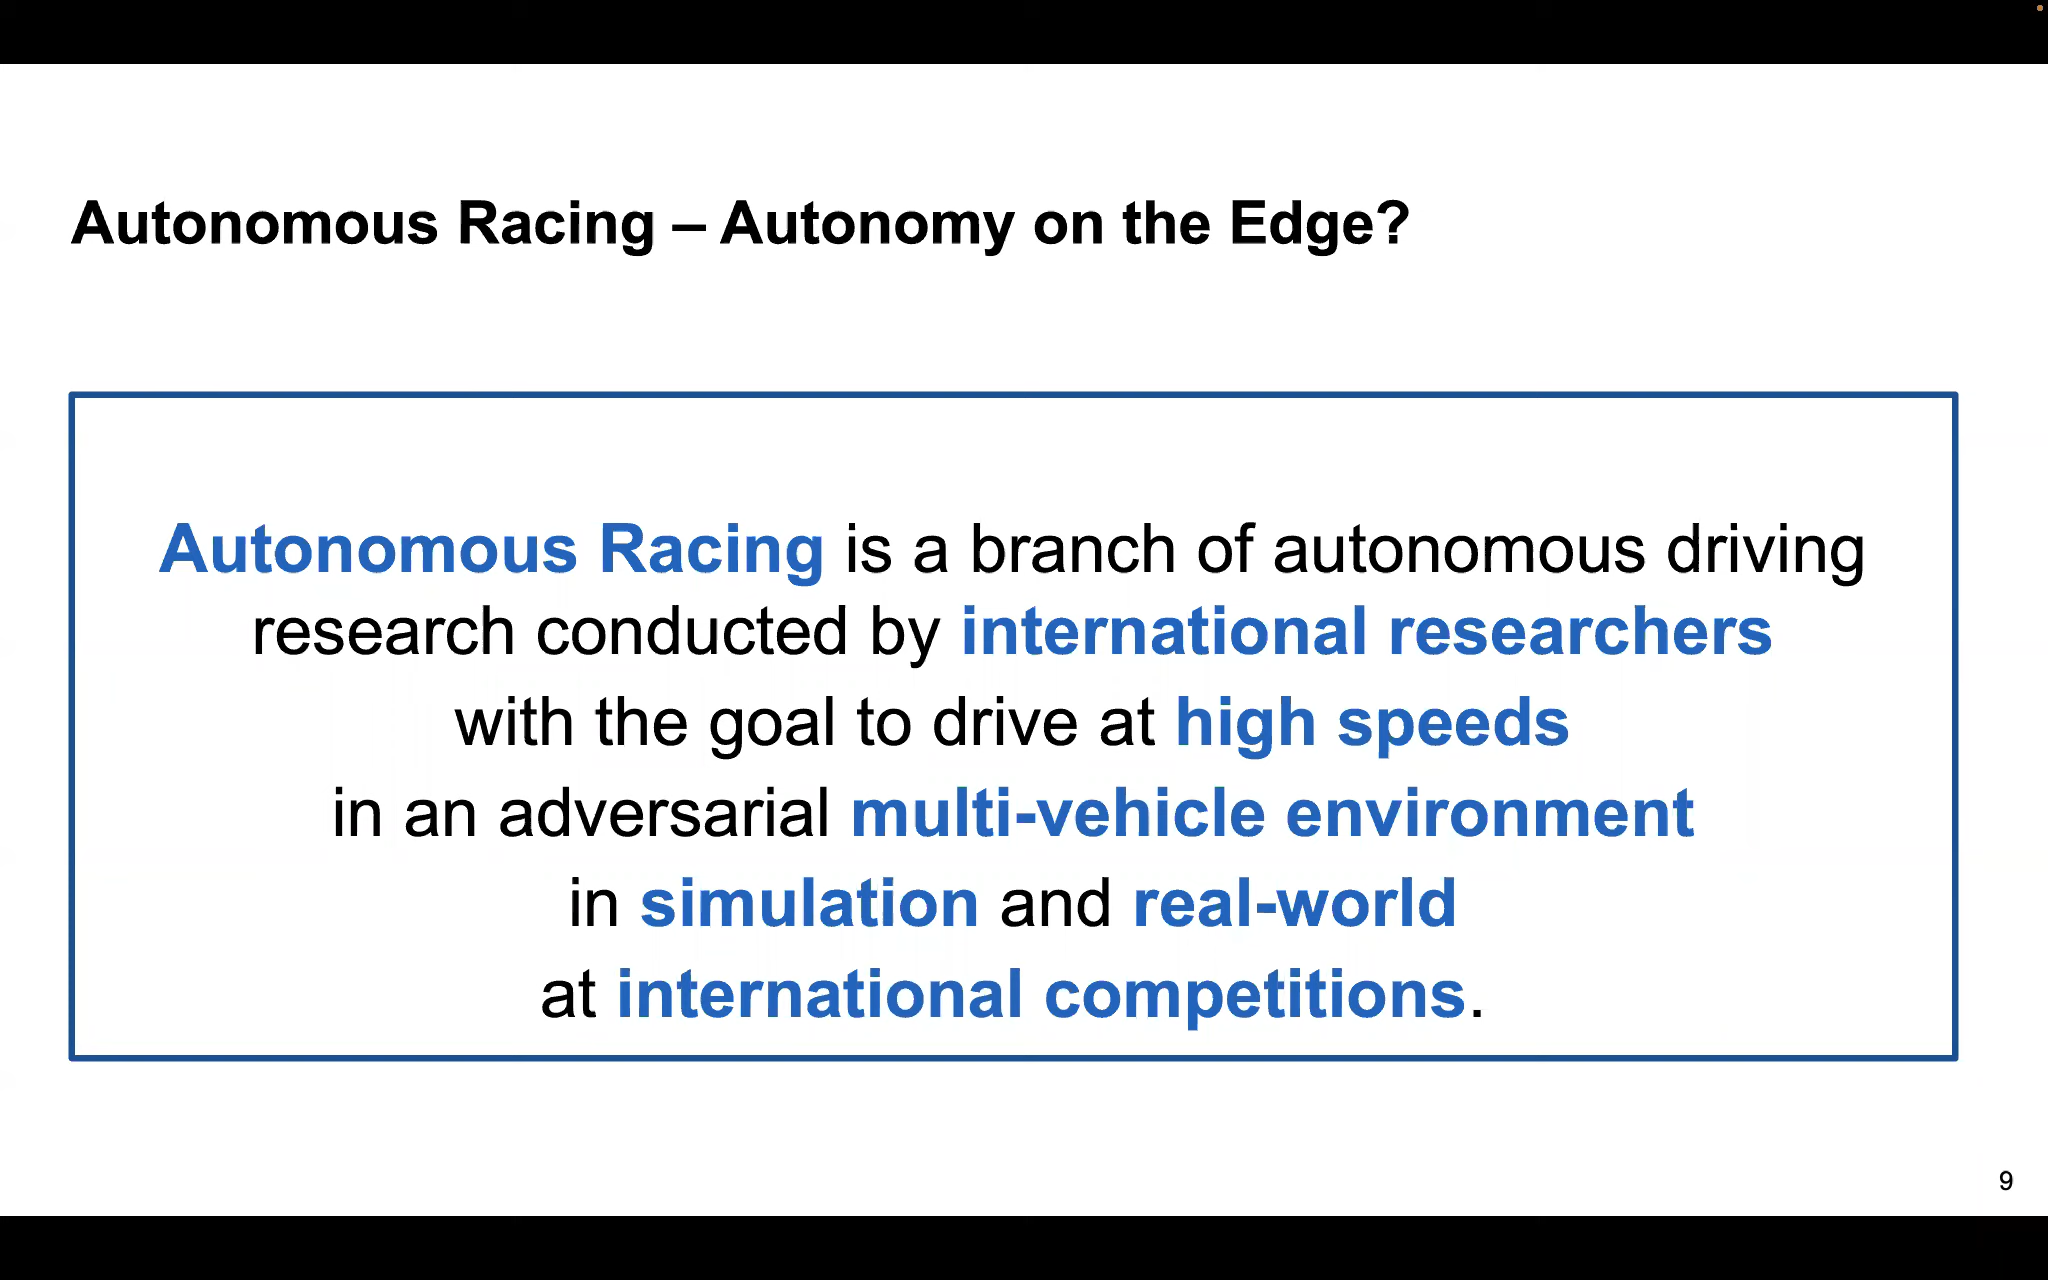 Autonomous Racing – Autonomy on the Edge?
Autonomous Racing is a branch of autonomous driving
research conducted by international researchers
with the goal to drive at high speeds
in an adversarial multi-vehicle environment
in simulation and real-world
at international competitions.
9